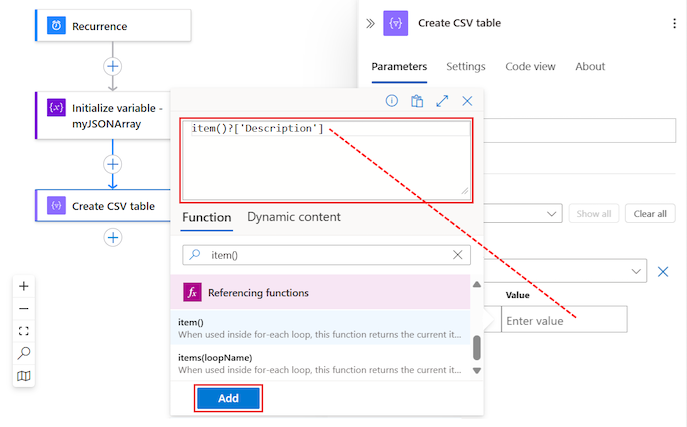 Recurrence
Initialize variable -
myJSONArray
Create CSV table
Create CSV table
Parameters
Settings
Code view
About
item()?['Description']
Function
Dynamic content
item()
Referencing functions
item()
When used inside for-each loop, this function returns the current it...
items(loopName)
When used inside for-each loop, this function returns the current it...
Add
Show all
Clear all
Value
Enter value